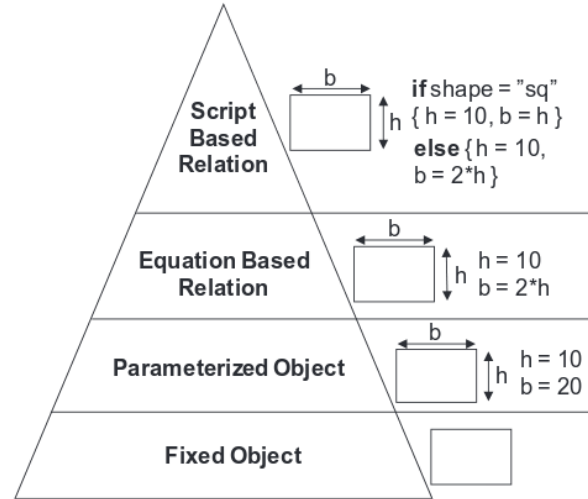 b
Script
Based
Relation
h
if shape = ”sq”
{ h = 10, b = h }
else { h = 10,
b = 2*h }
b
Equation Based
Relation
h
h = 10
b = 2*h
b
Parameterized Object
h
h = 10
b = 20
Fixed Object